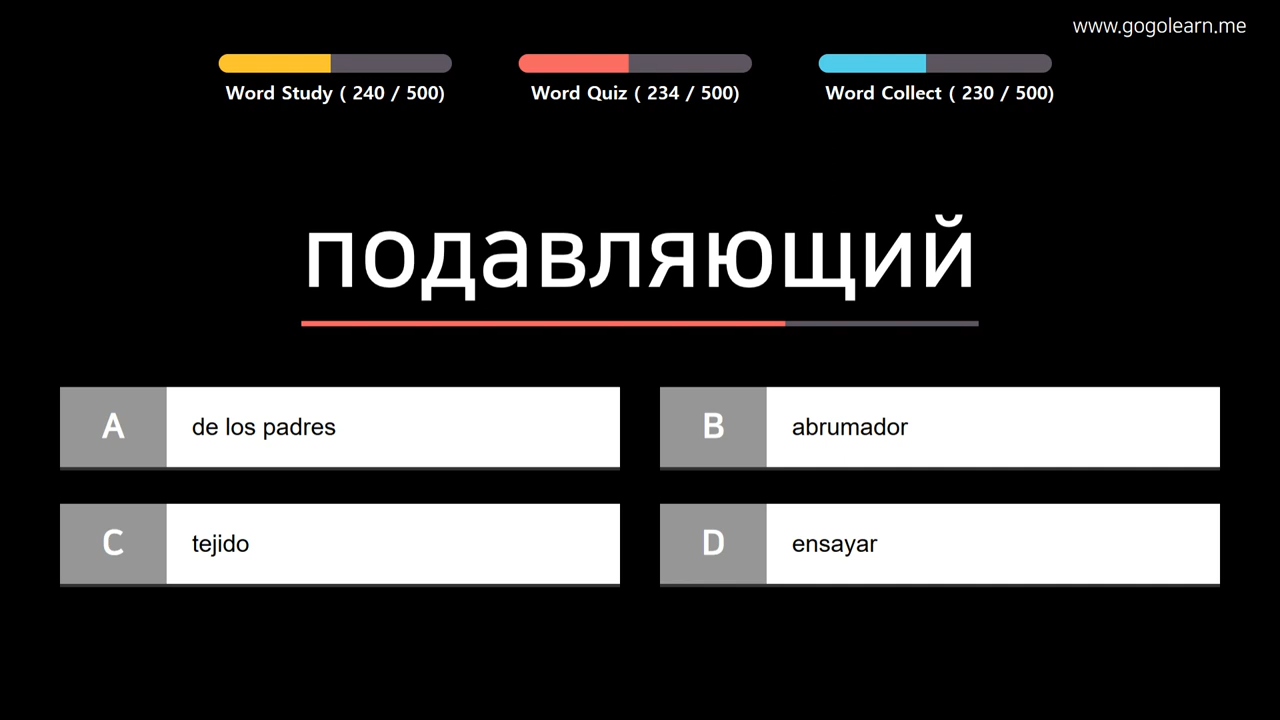 www.gogolearn.me
Word Study ( 240 / 500)
Word Quiz ( 234 / 500)
Word Collect ( 230 / 500)
подавляющий
A de los padres
B abrumador
C tejido
D ensayar